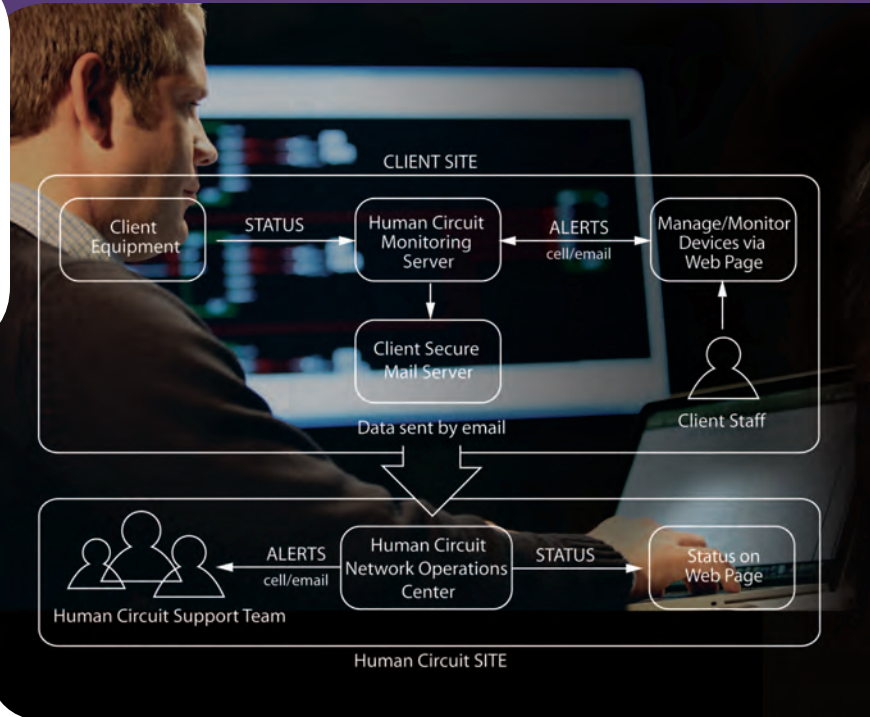 CLIENT SITE
Client
Equipment
STATUS
Human Circuit
Monitoring
Server
ALERTS
cell/email
Manage/Monitor
Devices via
Web Page
Client Secure
Mail Server
Client Staff
Data sent by email
Human Circuit Support Team
ALERTS
cell/email
Human Circuit
Network Operations
Center
STATUS
Status on
Web Page
Human Circuit SITE